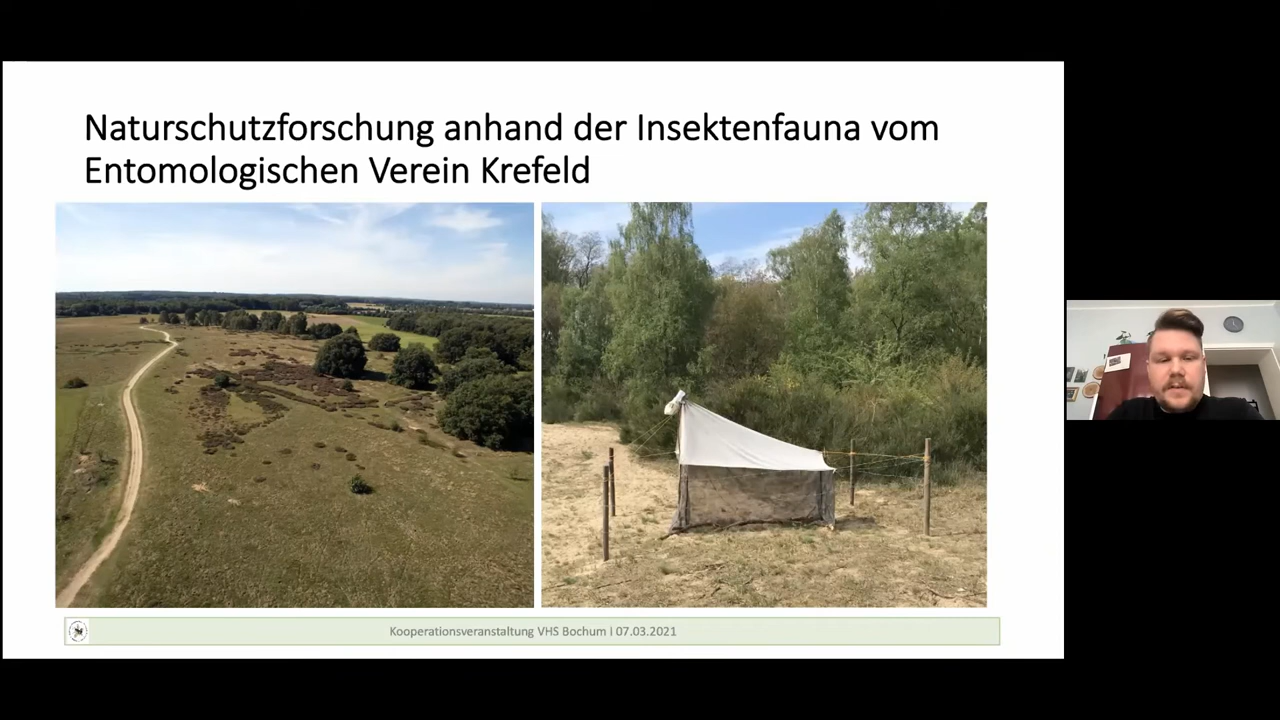 Naturschutzforschung anhand der Insektenfauna vom
Entomologischen Verein Krefeld
Kooperationsveranstaltung VHS Bochum I 07.03.2021